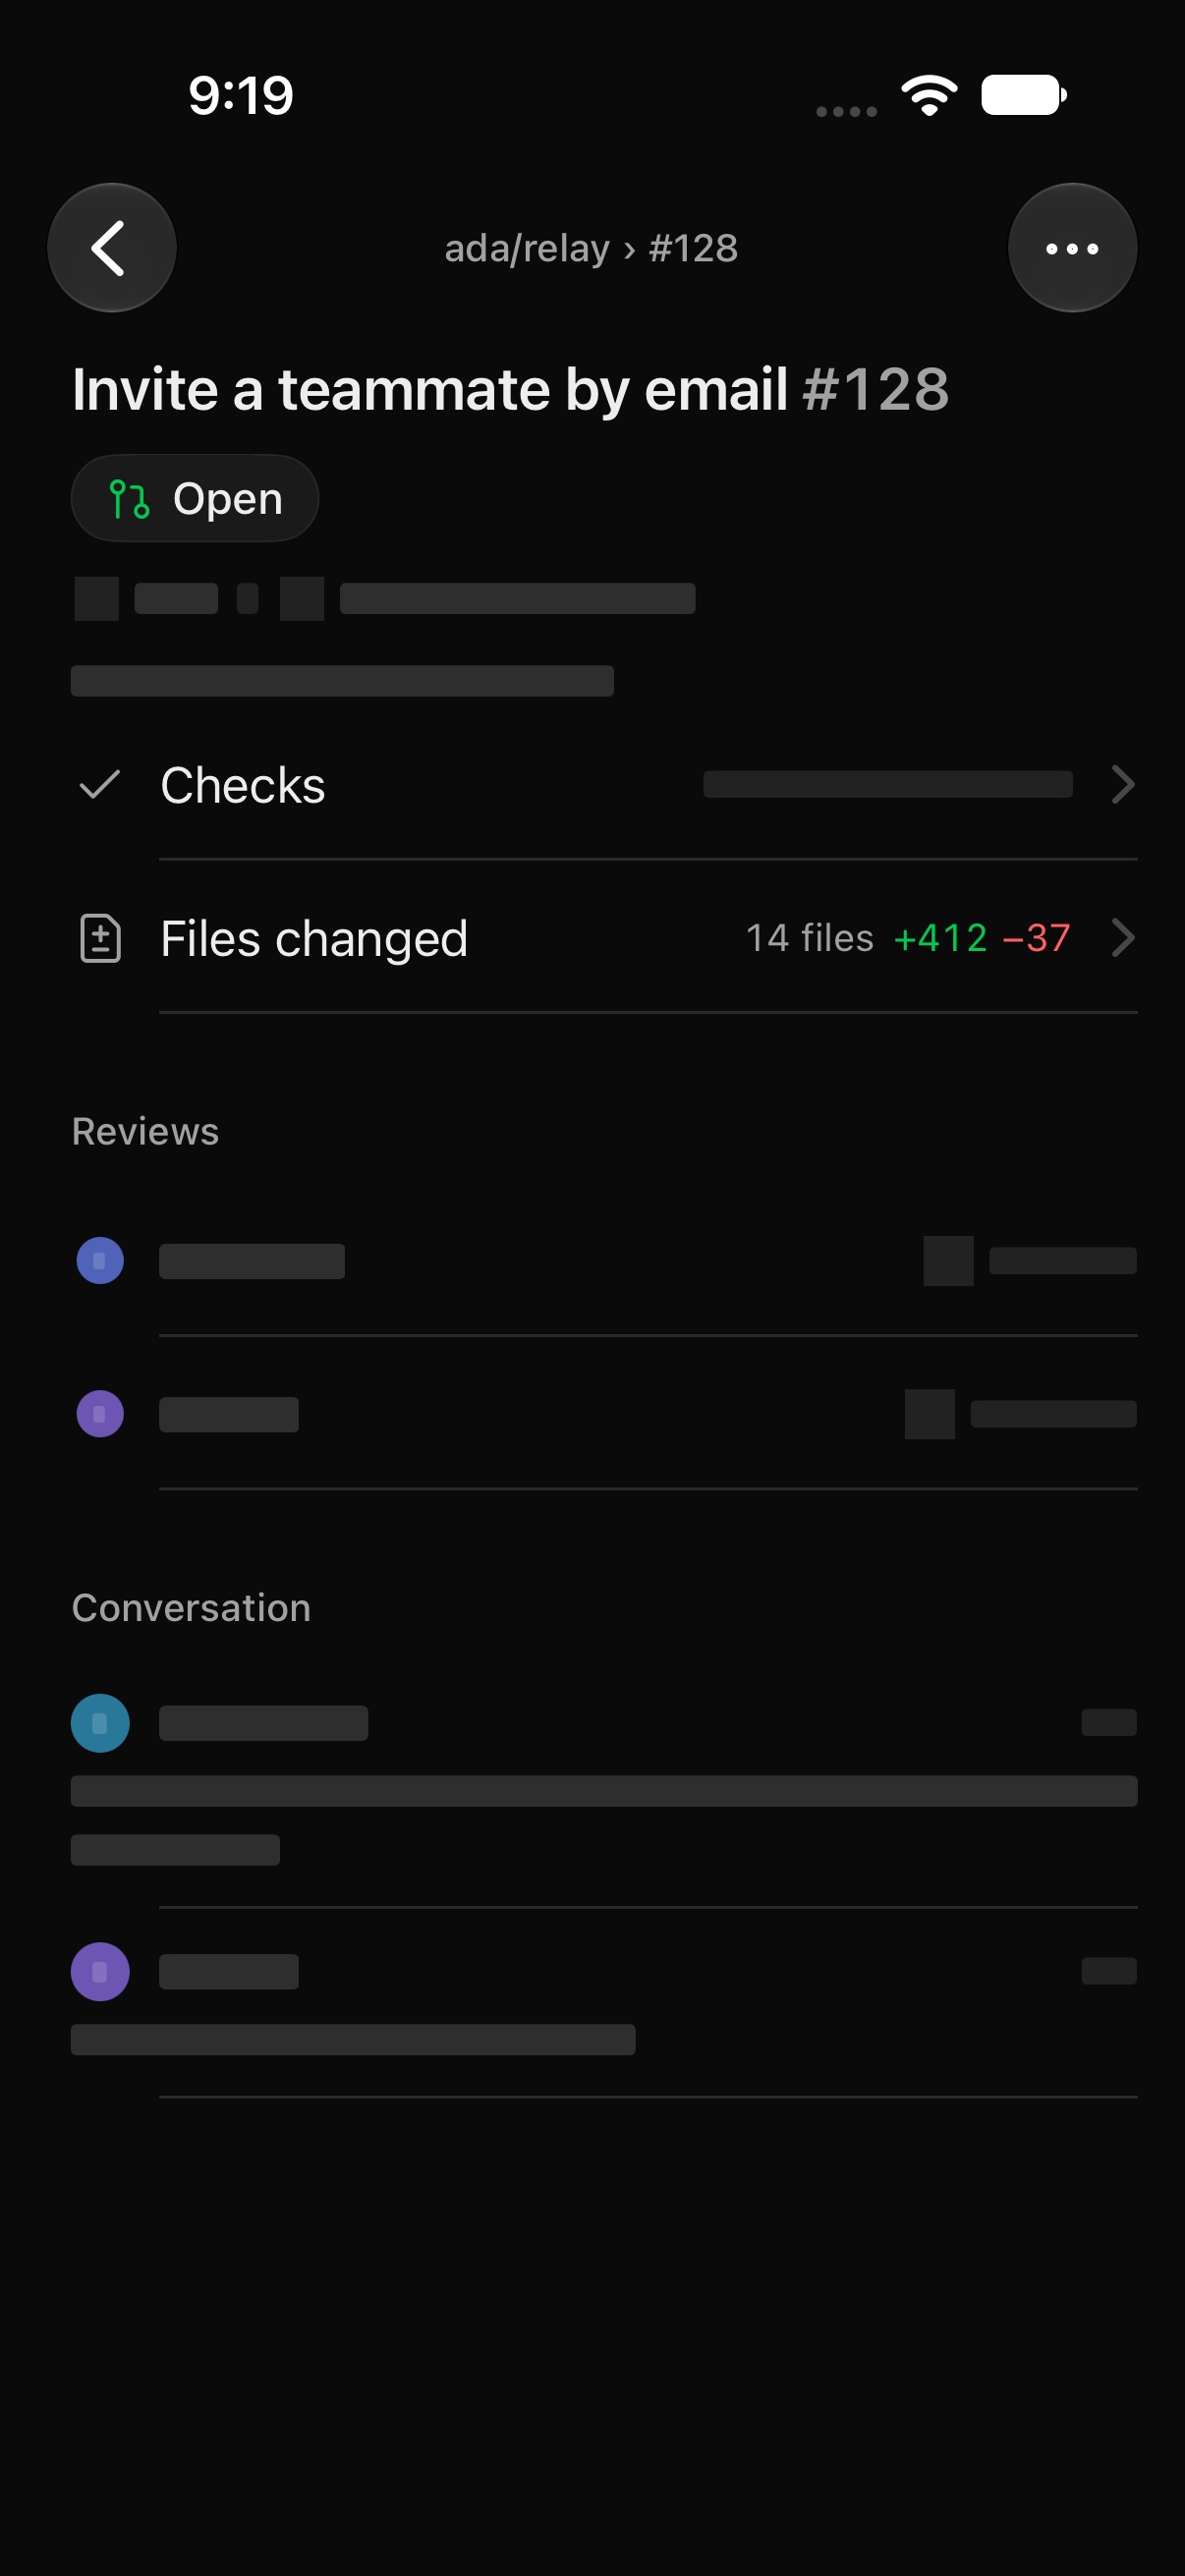 9:19
ada/relay › #128
Invite a teammate by email #128
Open
Checks
Files changed 14 files +412 −37
Reviews
Conversation